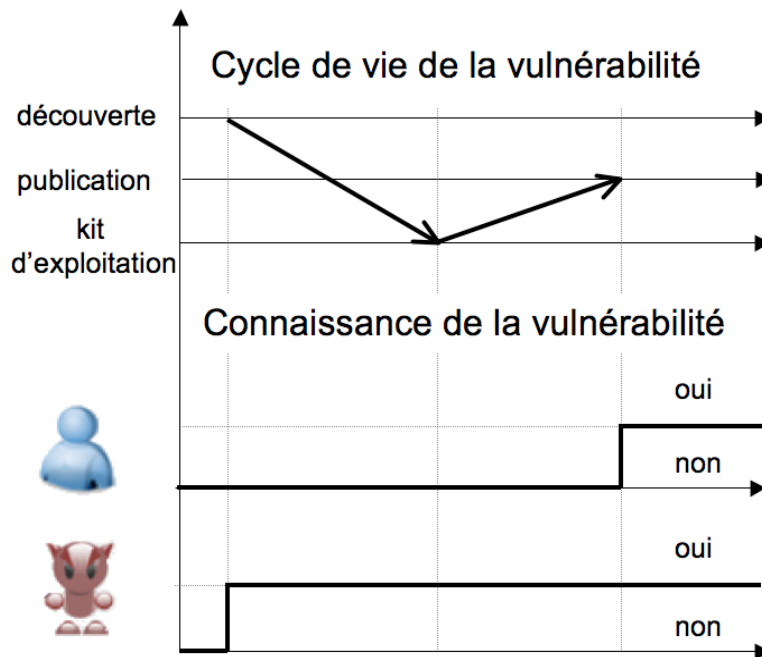 Cycle de vie de la vulnérabilité
découverte
publication
kit
d'exploitation
Connaissance de la vulnérabilité
oui
non
oui
non